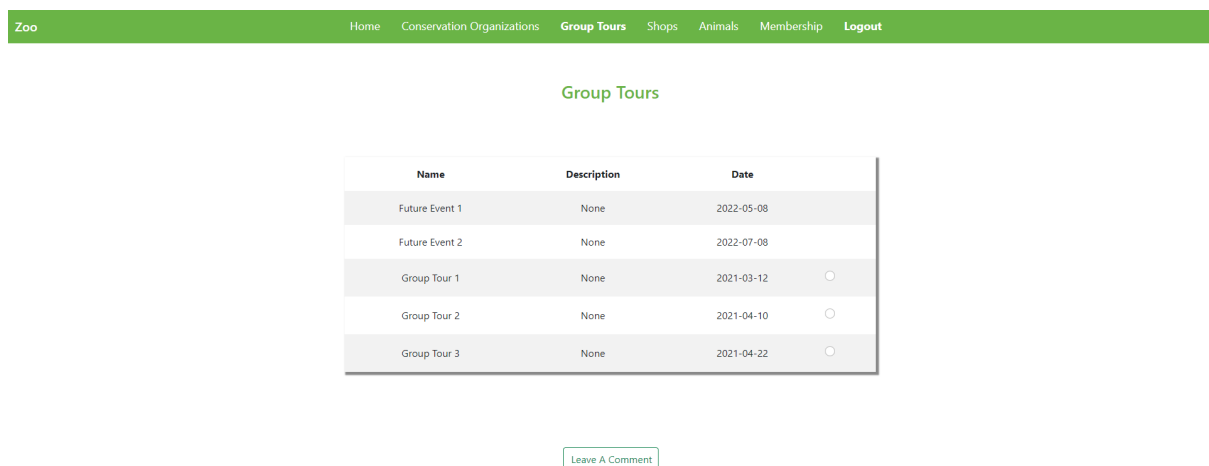 Zoo Home Conservation Organizations Group Tours Shops Animals Membership Logout
Group Tours
Name Description Date
Future Event 1 None 2022-05-08
Future Event 2 None 2022-07-08
Group Tour 1 None 2021-03-12
Group Tour 2 None 2021-04-10
Group Tour 3 None 2021-04-22
Leave A Comment